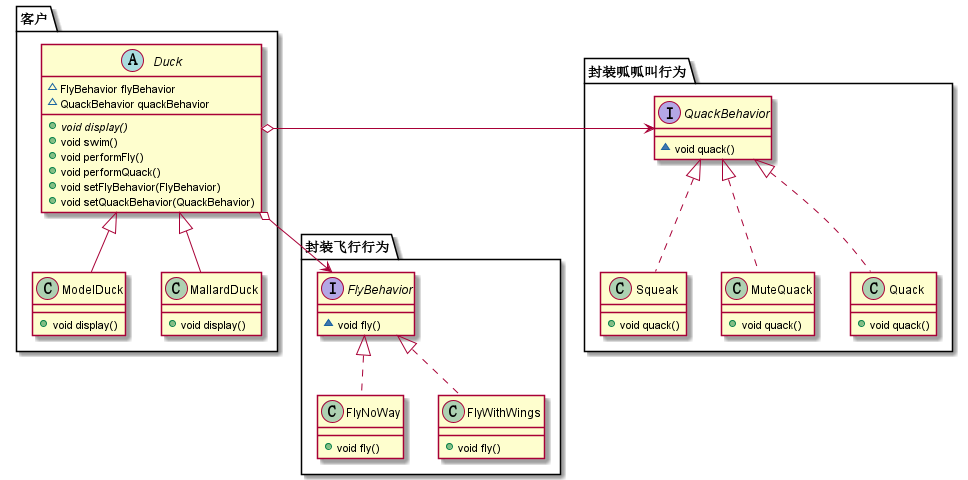 客户
A Duck
FlyBehavior flyBehavior
QuackBehavior quackBehavior
void display()
void swim()
void performFly()
void performQuack()
void setFlyBehavior(FlyBehavior)
void setQuackBehavior(QuackBehavior)
C ModelDuck
void display()
C MallardDuck
void display()
封装飞行行为
I FlyBehavior
void fly()
C FlyNoWay
void fly()
C FlyWithWings
void fly()
封装呱呱叫行为
I QuackBehavior
void quack()
C Squeak
void quack()
C MuteQuack
void quack()
C Quack
void quack()